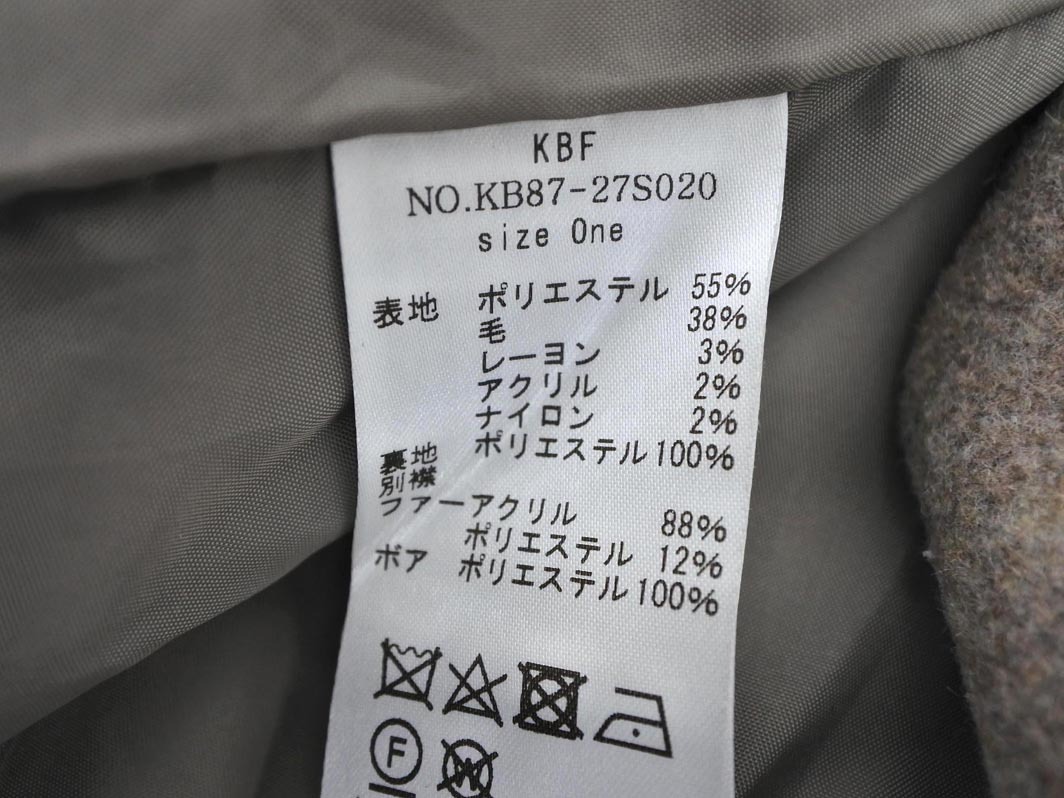 KBF
NO.KB87-27S020
size One
表地 ポリエステル 55%
毛 38%
レーヨン 3%
アクリル 2%
ナイロン 2%
裏地 ポリエステル 100%
別襟
ファー アクリル 88%
ポリエステル 12%
ボア ポリエステル 100%
F W